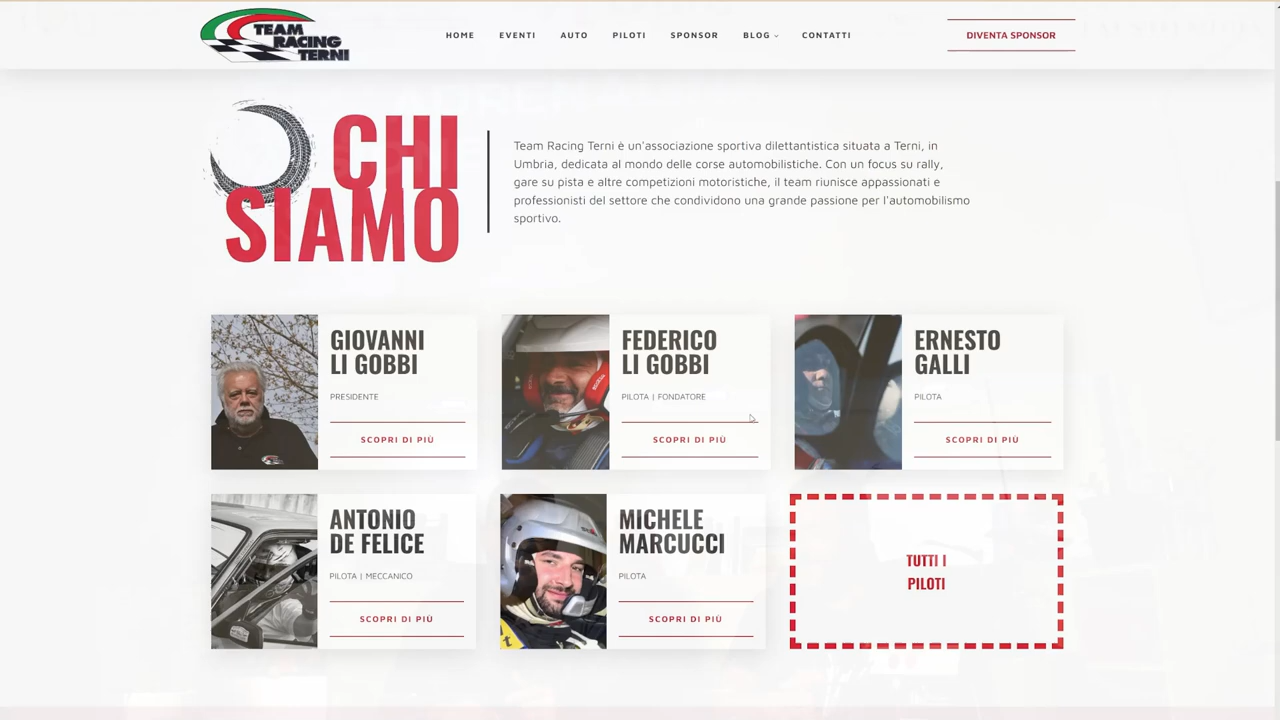 TEAM
RACING
TERNI
HOME
EVENTI
AUTO
PILOTI
SPONSOR
BLOG
CONTATTI
DIVENTA SPONSOR
CHI
SIAMO
Team Racing Terni è un'associazione sportiva dilettantistica situata a Terni, in
Umbria, dedicata al mondo delle corse automobilistiche. Con un focus su rally,
gare su pista e altre competizioni motoristiche, il team riunisce appassionati e
professionisti del settore che condividono una grande passione per l'automobilismo
sportivo.
GIOVANNI
LI GOBBI
PRESIDENTE
SCOPRI DI PIÙ
FEDERICO
LI GOBBI
PILOTA | FONDATORE
SCOPRI DI PIÙ
ERNESTO
GALLI
PILOTA
SCOPRI DI PIÙ
ANTONIO
DE FELICE
PILOTA | MECCANICO
SCOPRI DI PIÙ
MICHELE
MARCUCCI
PILOTA
SCOPRI DI PIÙ
TUTTI I
PILOTI